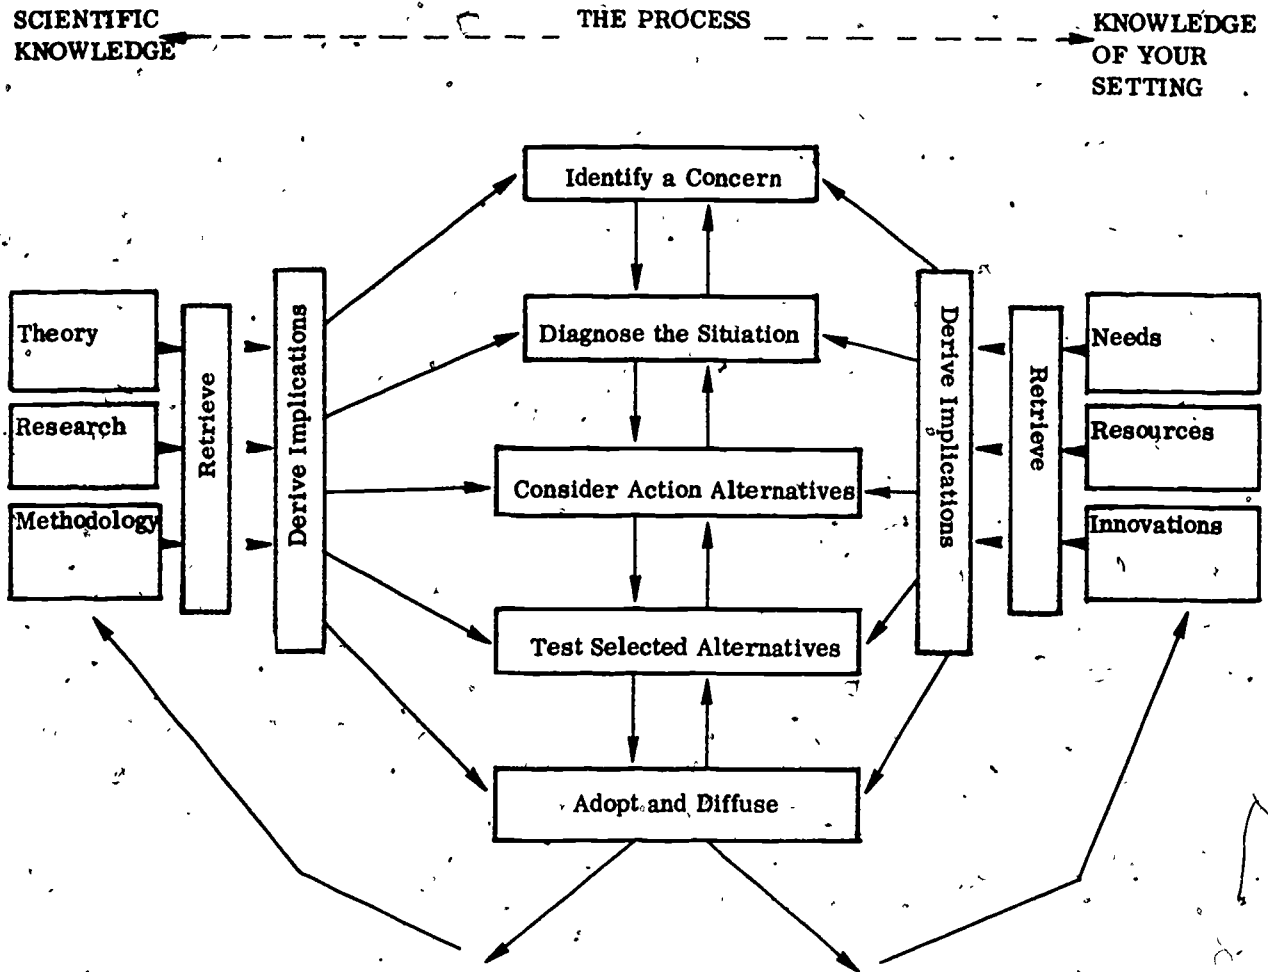 SCIENTIFIC
KNOWLEDGE
THE PROCESS
KNOWLEDGE
OF YOUR
SETTING
Identify a Concern
Diagnose the Situation
Consider Action Alternatives
Test Selected Alternatives
Adopt and Diffuse
Theory
Research
Methodology
Retrieve
Derive Implications
Derive Implications
Retrieve
Needs
Resources
Innovations